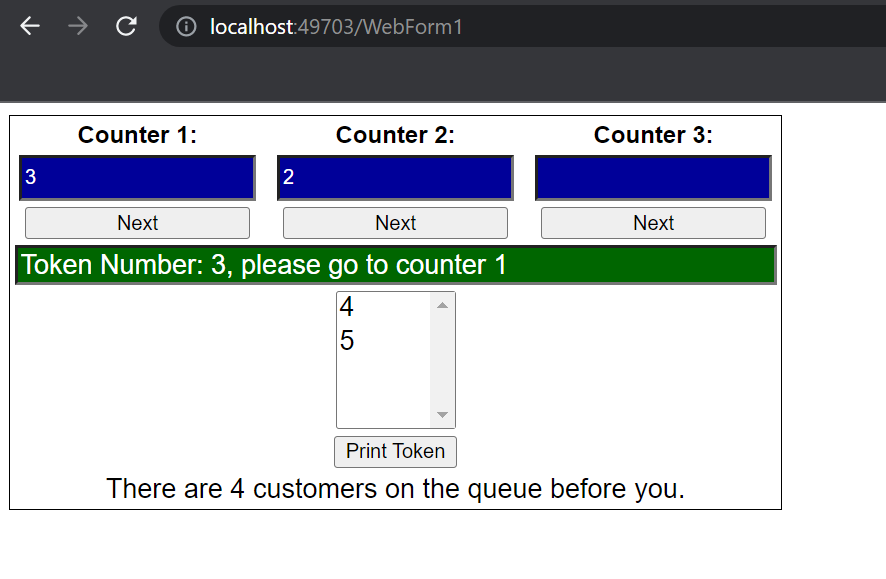 localhost:49703/WebForm1
Counter 1: Counter 2: Counter 3:
3 2
Next Next Next
Token Number: 3, please go to counter 1
4
5
Print Token
There are 4 customers on the queue before you.